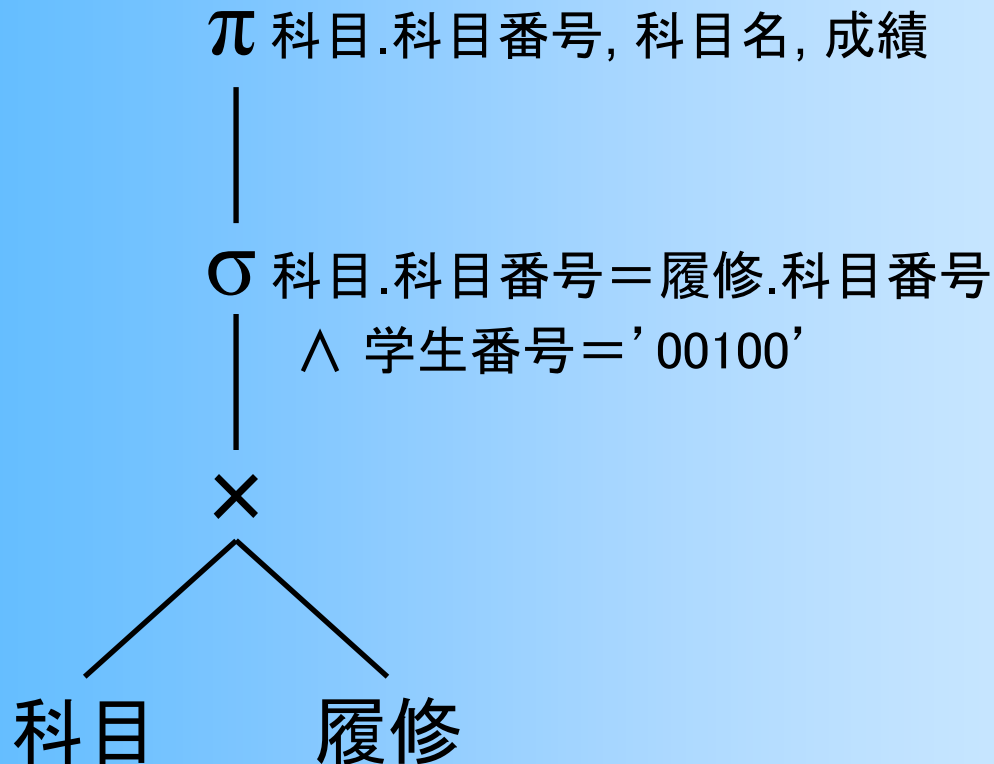 π 科目.科目番号, 科目名, 成績
σ 科目.科目番号＝履修.科目番号
∧ 学生番号＝’00100’
×
科目 履修